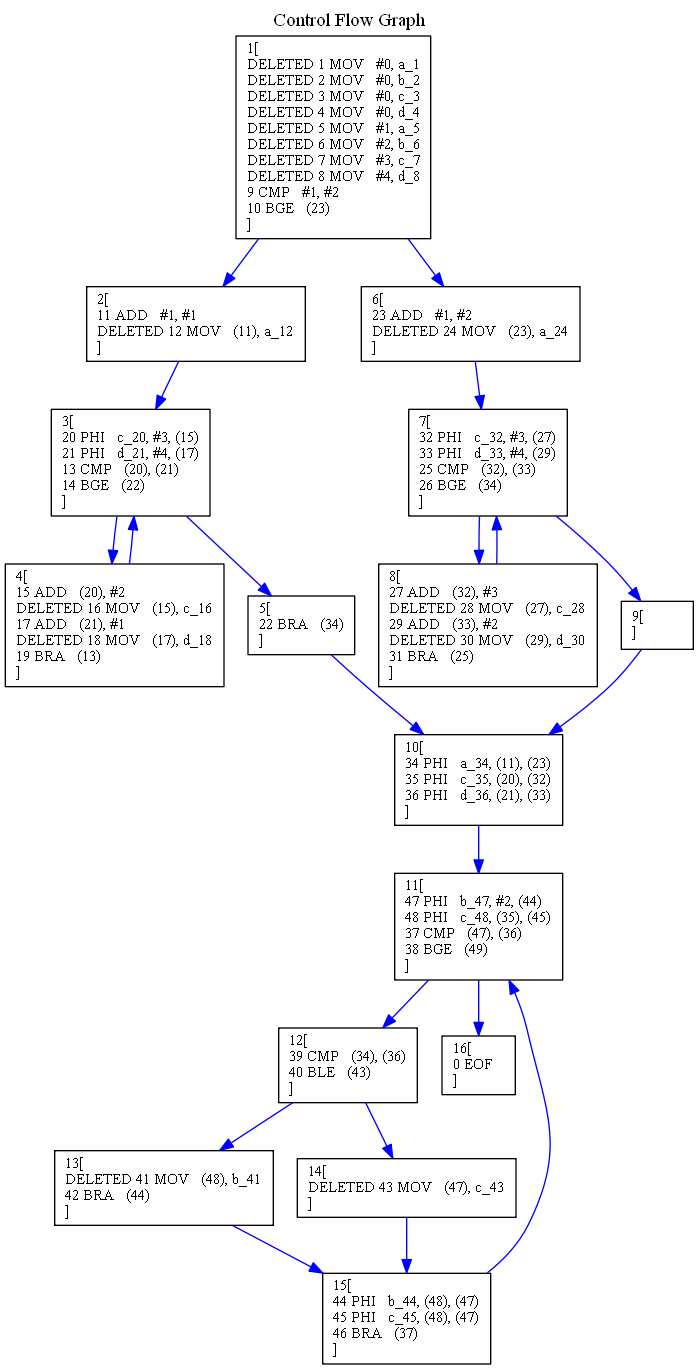 Control Flow Graph
1[
DELETED 1 MOV #0, a_1
DELETED 2 MOV #0, b_2
DELETED 3 MOV #0, c_3
DELETED 4 MOV #0, d_4
DELETED 5 MOV #1, a_5
DELETED 6 MOV #2, b_6
DELETED 7 MOV #3, c_7
DELETED 8 MOV #4, d_8
9 CMP #1, #2
10 BGE (23)
]
2[
11 ADD #1, #1
DELETED 12 MOV (11), a_12
]
6[
23 ADD #1, #2
DELETED 24 MOV (23), a_24
]
3[
20 PHI c_20, #3, (15)
21 PHI d_21, #4, (17)
13 CMP (20), (21)
14 BGE (22)
]
7[
32 PHI c_32, #3, (27)
33 PHI d_33, #4, (29)
25 CMP (32), (33)
26 BGE (34)
]
4[
15 ADD (20), #2
DELETED 16 MOV (15), c_16
17 ADD (21), #1
DELETED 18 MOV (17), d_18
19 BRA (13)
]
5[
22 BRA (34)
]
8[
27 ADD (32), #3
DELETED 28 MOV (27), c_28
29 ADD (33), #2
DELETED 30 MOV (29), d_30
31 BRA (25)
]
9[
]
10[
34 PHI a_34, (11), (23)
35 PHI c_35, (20), (32)
36 PHI d_36, (21), (33)
]
11[
47 PHI b_47, #2, (44)
48 PHI c_48, (35), (45)
37 CMP (47), (36)
38 BGE (49)
]
12[
39 CMP (34), (36)
40 BLE (43)
]
16[
0 EOF
]
13[
DELETED 41 MOV (48), b_41
42 BRA (44)
]
14[
DELETED 43 MOV (47), c_43
]
15[
44 PHI b_44, (48), (47)
45 PHI c_45, (48), (47)
46 BRA (37)
]